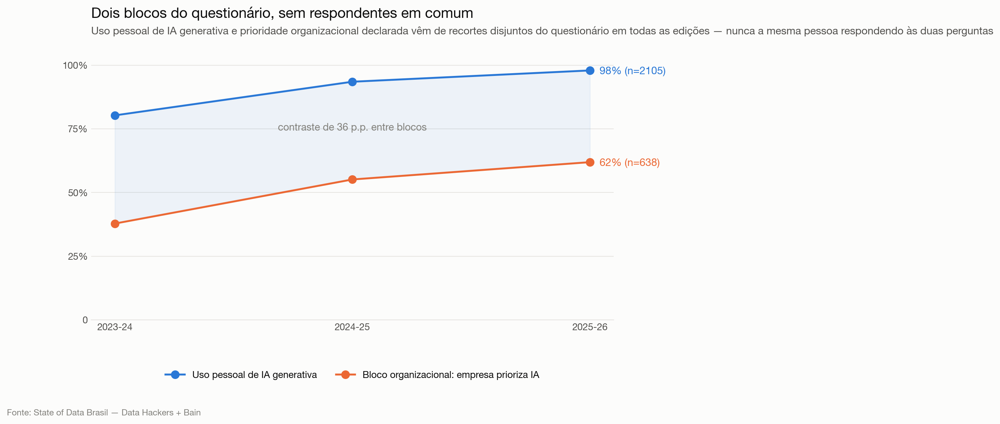 Dois blocos do questionário, sem respondentes em comum
Uso pessoal de IA generativa e prioridade organizacional declarada vêm de recortes disjuntos do questionário em todas as edições — nunca a mesma pessoa respondendo às duas perguntas
100%
98% (n=2105)
contraste de 36 p.p. entre blocos
75%
62% (n=638)
50%
25%
0
2023-24
2024-25
2025-26
Uso pessoal de IA generativa
Bloco organizacional: empresa prioriza IA
Fonte: State of Data Brasil — Data Hackers + Bain